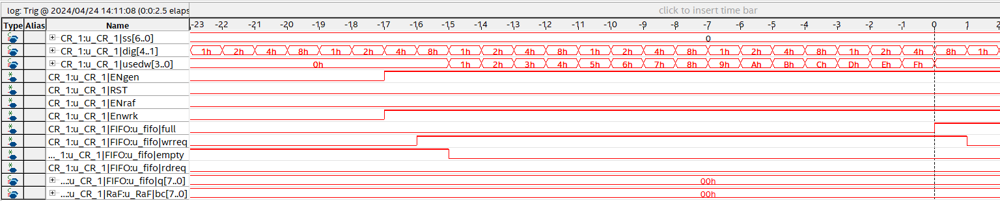 log: Trig @ 2024/04/24 14:11:08 (0:0:2.5 elaps
click to insert time bar
Type Alias Name -23 -22 -21 -20 -19 -18 -17 -16 -15 -14 -13 -12 -11 -10 -9 -8 -7 -6 -5 -4 -3 -2 -1 0 1 2
CR_1:u_CR_1|ss[6..0] 0
CR_1:u_CR_1|dig[4..1] 1h 2h 4h 8h 1h 2h 4h 8h 1h 2h 4h 8h 1h 2h 4h 8h 1h 2h 4h 8h 1h 2h 4h 8h 1h
CR_1:u_CR_1|usedw[3..0] 0h 1h 2h 3h 4h 5h 6h 7h 8h 9h Ah Bh Ch Dh Eh Fh
CR_1:u_CR_1|ENgen
CR_1:u_CR_1|RST
CR_1:u_CR_1|ENraf
CR_1:u_CR_1|Enwrk
CR_1:u_CR_1|FIFO:u_fifo|full
CR_1:u_CR_1|FIFO:u_fifo|wrreq
..._1:u_CR_1|FIFO:u_fifo|empty
CR_1:u_CR_1|FIFO:u_fifo|rdreq
...:u_CR_1|FIFO:u_fifo|q[7..0] 00h
...:u_CR_1|RaF:u_RaF|bc[7..0] 00h